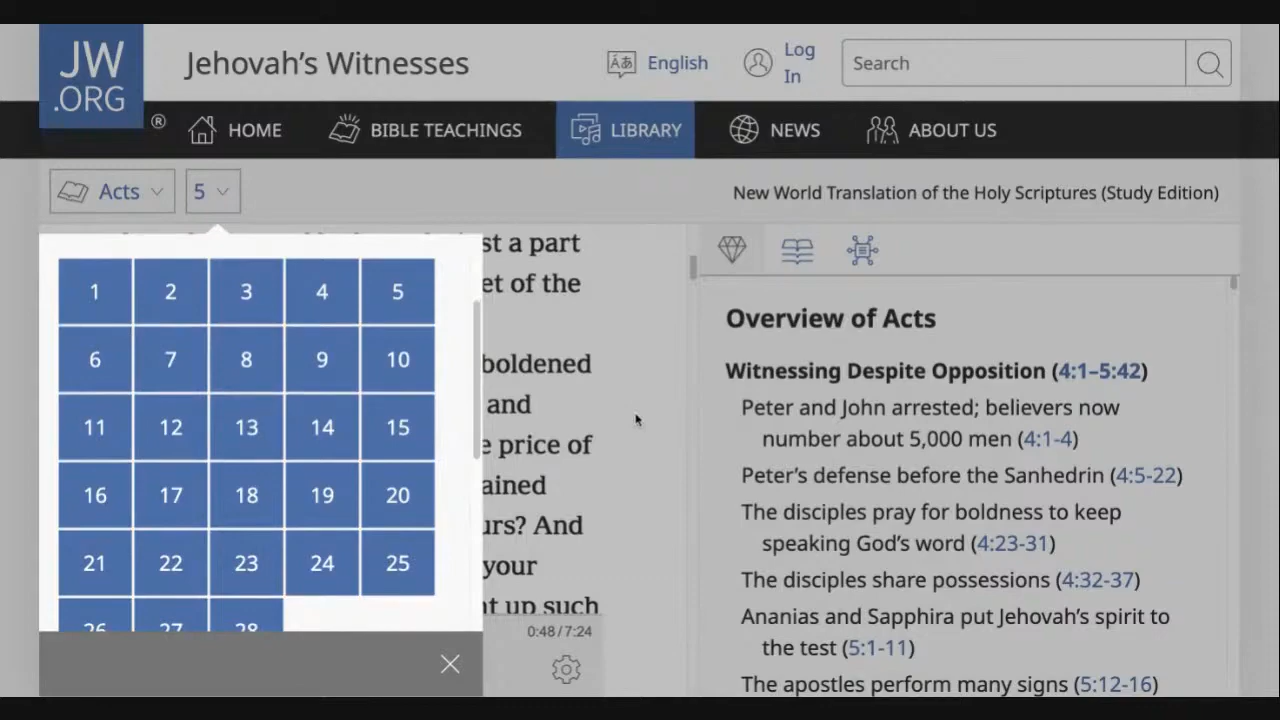 JW
.ORG
®
Jehovah's Witnesses
English
Log
In
Search
HOME
BIBLE TEACHINGS
LIBRARY
NEWS
ABOUT US
Acts
5
New World Translation of the Holy Scriptures (Study Edition)
1 2 3 4 5
6 7 8 9 10
11 12 13 14 15
16 17 18 19 20
21 22 23 24 25
26 27 28
a part
of the
boldened
and
price of
ained
urs? And
your
up such
0:48 / 7:24
Overview of Acts
Witnessing Despite Opposition (4:1–5:42)
Peter and John arrested; believers now
number about 5,000 men (4:1-4)
Peter's defense before the Sanhedrin (4:5-22)
The disciples pray for boldness to keep
speaking God's word (4:23-31)
The disciples share possessions (4:32-37)
Ananias and Sapphira put Jehovah's spirit to
the test (5:1-11)
The apostles perform many signs (5:12-16)